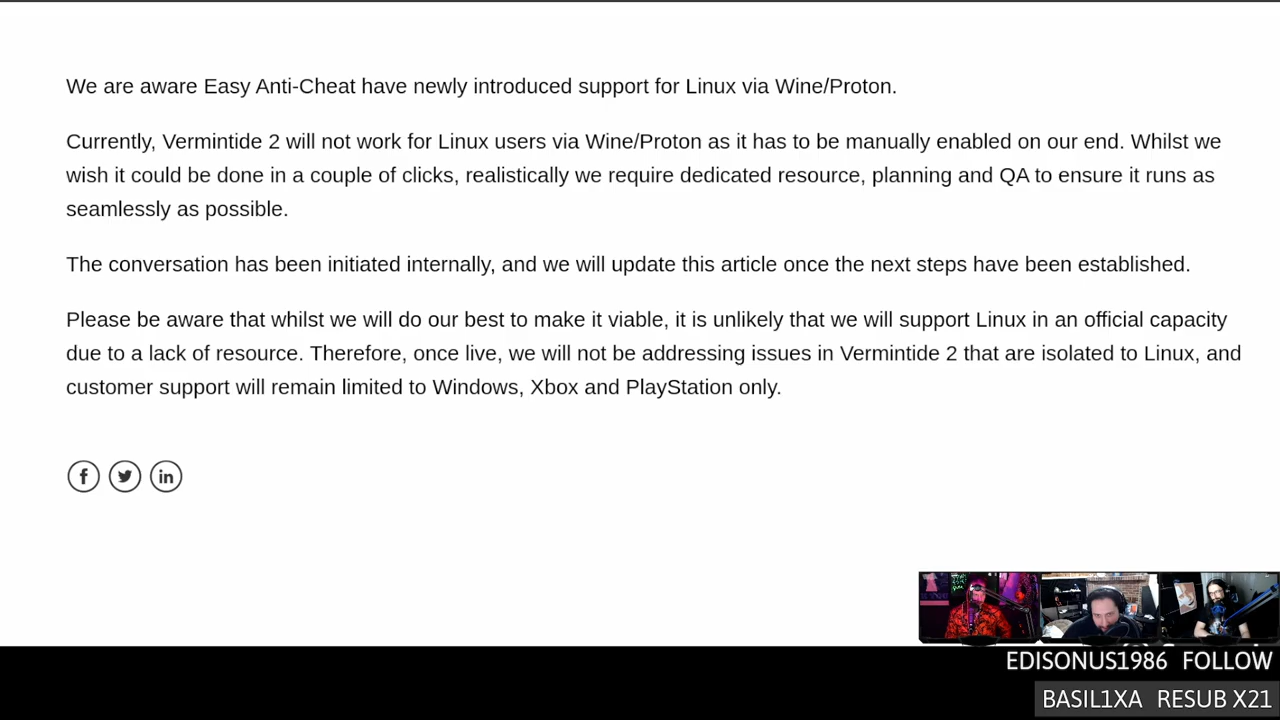 We are aware Easy Anti-Cheat have newly introduced support for Linux via Wine/Proton.
Currently, Vermintide 2 will not work for Linux users via Wine/Proton as it has to be manually enabled on our end. Whilst we
wish it could be done in a couple of clicks, realistically we require dedicated resource, planning and QA to ensure it runs as
seamlessly as possible.
The conversation has been initiated internally, and we will update this article once the next steps have been established.
Please be aware that whilst we will do our best to make it viable, it is unlikely that we will support Linux in an official capacity
due to a lack of resource. Therefore, once live, we will not be addressing issues in Vermintide 2 that are isolated to Linux, and
customer support will remain limited to Windows, Xbox and PlayStation only.
EDISONUS1986 FOLLOW
BASIL1XA RESUB X21